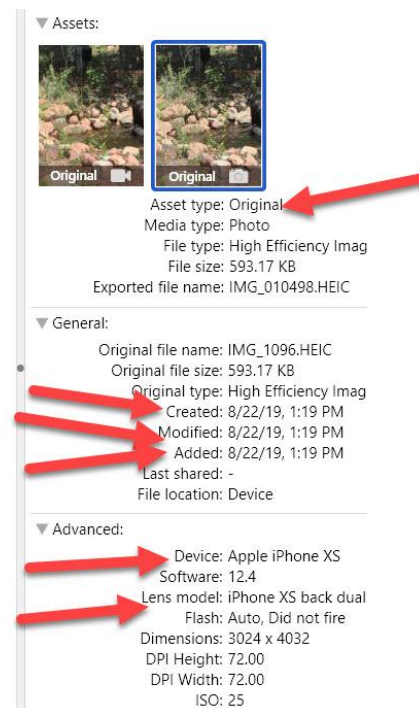 Assets:
Original
Original
Asset type: Original
Media type: Photo
File type: High Efficiency Imag
File size: 593.17 KB
Exported file name: IMG_010498.HEIC
General:
Original file name: IMG_1096.HEIC
Original file size: 593.17 KB
Original type: High Efficiency Imag
Created: 8/22/19, 1:19 PM
Modified: 8/22/19, 1:19 PM
Added: 8/22/19, 1:19 PM
Last shared: -
File location: Device
Advanced:
Device: Apple iPhone XS
Software: 12.4
Lens model: iPhone XS back dual
Flash: Auto, Did not fire
Dimensions: 3024 x 4032
DPI Height: 72.00
DPI Width: 72.00
ISO: 25